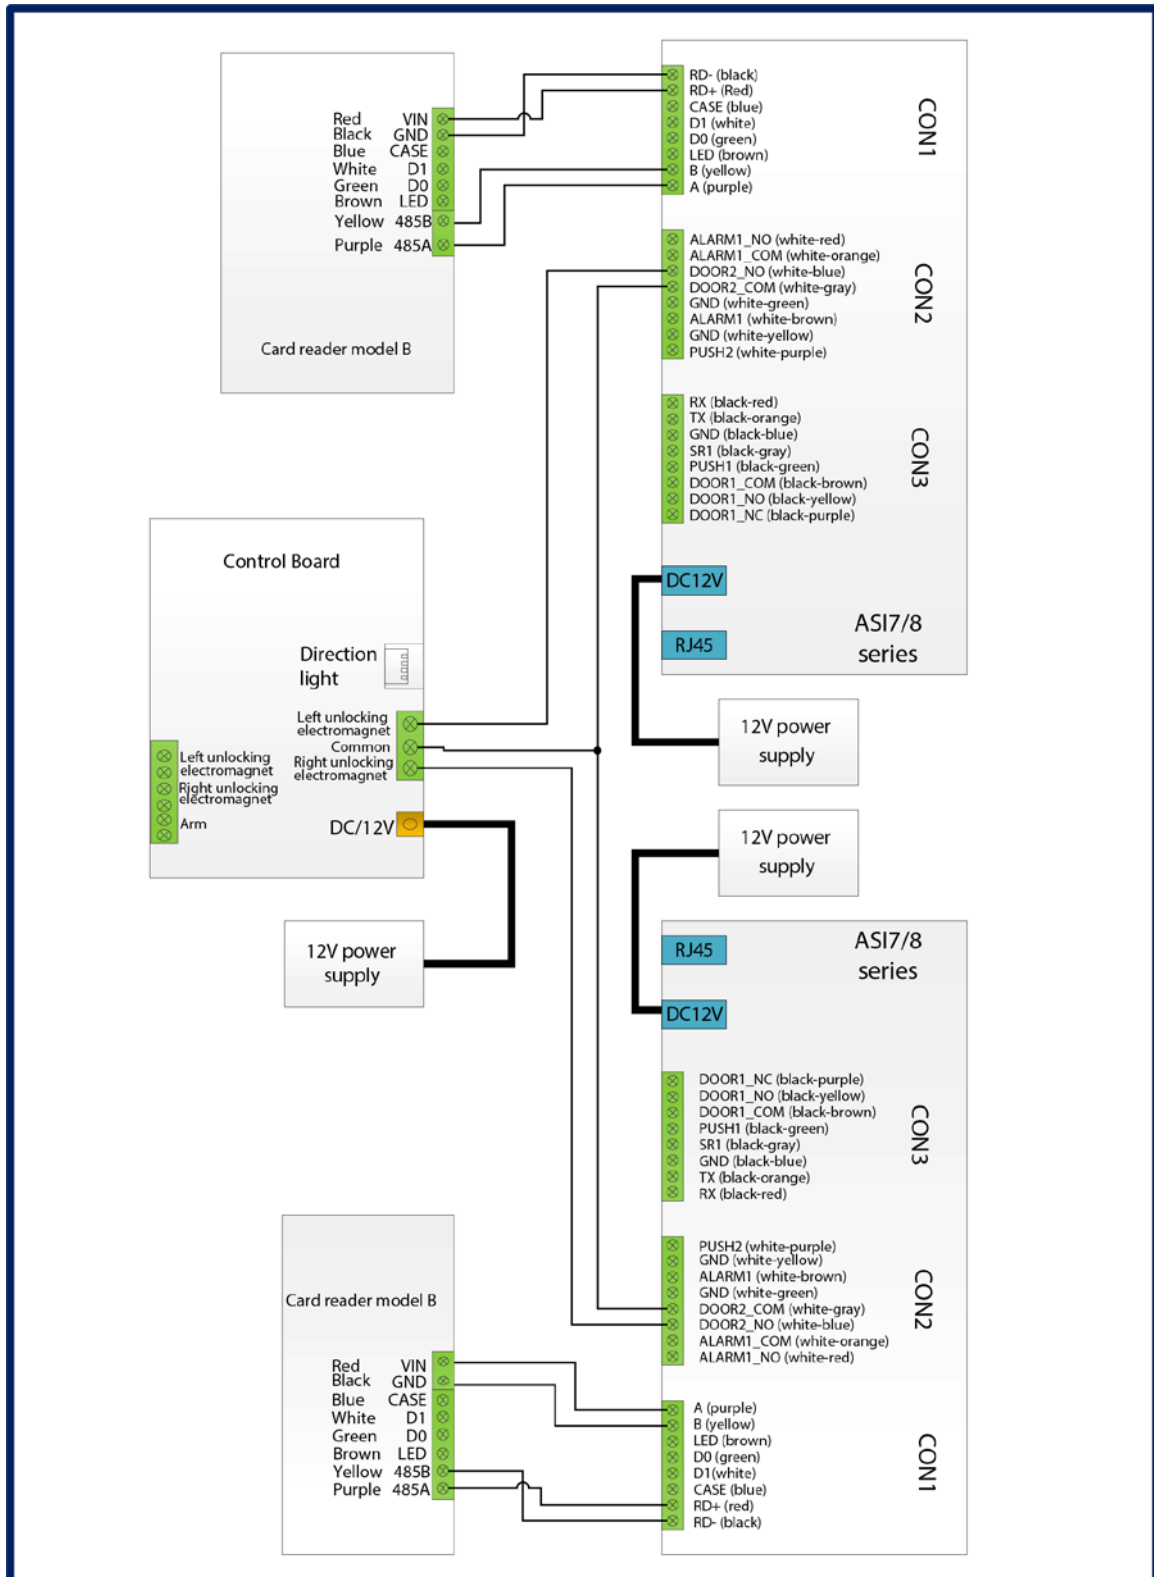 Red VIN
Black GND
Blue CASE
White D1
Green D0
Brown LED
Yellow 485B
Purple 485A
Card reader model B
RD- (black)
RD+ (Red)
CASE (blue)
D1 (white)
D0 (green)
LED (brown)
B (yellow)
A (purple)
CON1
ALARM1_NO (white-red)
ALARM1_COM (white-orange)
DOOR2_NO (white-blue)
DOOR2_COM (white-gray)
GND (white-green)
ALARM1 (white-brown)
GND (white-yellow)
PUSH2 (white-purple)
CON2
RX (black-red)
TX (black-orange)
GND (black-blue)
SR1 (black-gray)
PUSH1 (black-green)
DOOR1_COM (black-brown)
DOOR1_NO (black-yellow)
DOOR1_NC (black-purple)
CON3
DC12V
RJ45
ASI7/8
series
Control Board
Direction
light
Left unlocking
electromagnet
Common
Right unlocking
electromagnet
Left unlocking
electromagnet
Right unlocking
electromagnet
Arm
DC/12V
12V power
supply
12V power
supply
12V power
supply
RJ45
DC12V
ASI7/8
series
DOOR1_NC (black-purple)
DOOR1_NO (black-yellow)
DOOR1_COM (black-brown)
PUSH1 (black-green)
SR1 (black-gray)
GND (black-blue)
TX (black-orange)
RX (black-red)
CON3
PUSH2 (white-purple)
GND (white-yellow)
ALARM1 (white-brown)
GND (white-green)
DOOR2_COM (white-gray)
DOOR2_NO (white-blue)
ALARM1_COM (white-orange)
ALARM1_NO (white-red)
CON2
Card reader model B
Red VIN
Black GND
Blue CASE
White D1
Green D0
Brown LED
Yellow 485B
Purple 485A
A (purple)
B (yellow)
LED (brown)
D0 (green)
D1(white)
CASE (blue)
RD+ (red)
RD- (black)
CON1